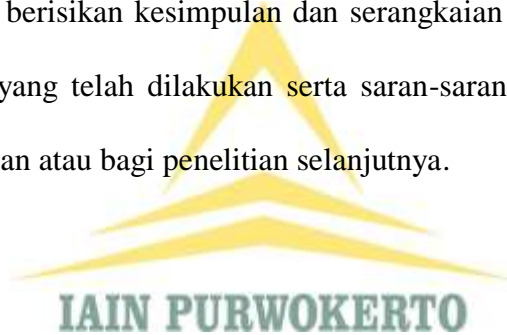 berisikan kesimpulan dan serangkaian
yang telah dilakukan serta saran-saran
an atau bagi penelitian selanjutnya.
IAIN PURWOKERTO